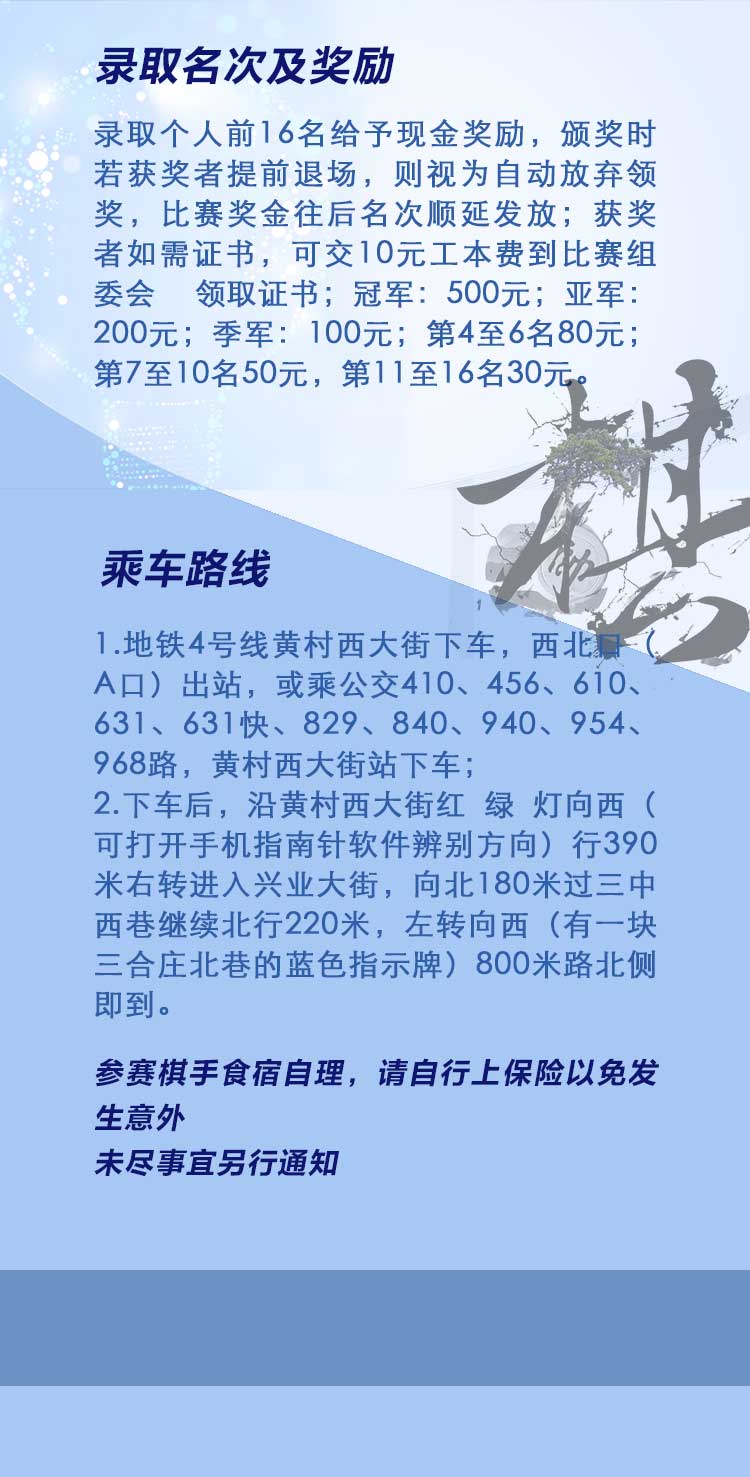 录取名次及奖励
录取个人前16名给予现金奖励，颁奖时
若获奖者提前退场，则视为自动放弃领
奖，比赛奖金往后名次顺延发放；获奖
者如需证书，可交10元工本费到比赛组
委会 领取证书；冠军：500元；亚军：
200元；季军：100元；第4至6名80元；
第7至10名50元，第11至16名30元。
棋
乘车路线
1.地铁4号线黄村西大街下车，西北口（
A口）出站，或乘公交410、456、610、
631、631快、829、840、940、954、
968路，黄村西大街站下车；
2.下车后，沿黄村西大街红 绿 灯向西（
可打开手机指南针软件辨别方向）行390
米右转进入兴业大街，向北180米过三中
西巷继续北行220米，左转向西（有一块
三合庄北巷的蓝色指示牌）800米路北侧
即到。
参赛棋手食宿自理，请自行上保险以免发
生意外
未尽事宜另行通知